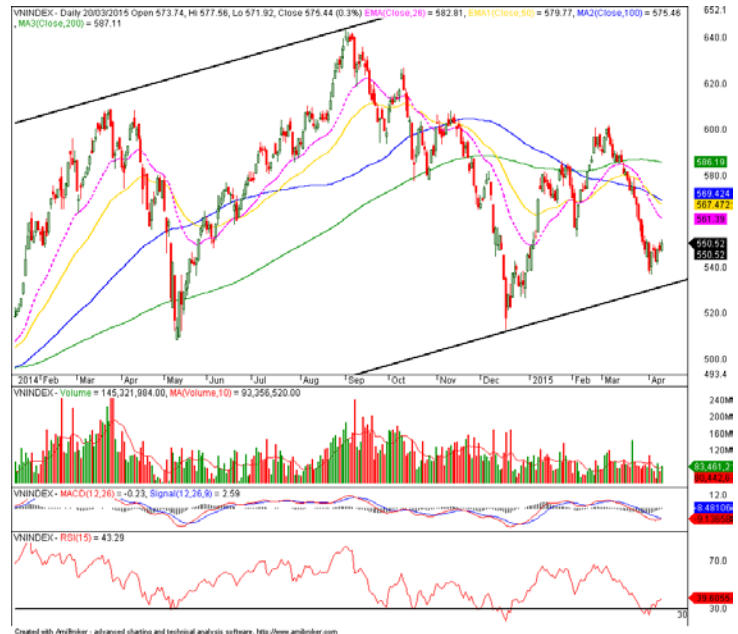 VNINDEX - Daily 20/03/2015 Open 573.74, Hi 577.56, Lo 571.92, Close 575.44 (0.3%) EMA(Close,26) = 582.81, EMA1(Close,50) = 579.77, MA2(Close,100) = 575.46
, MA3(Close,200) = 587.11
652.1
640.0
620.0
600.0
586.19
580.0
569.424
567.472
561.39
550.52
550.52
540.0
520.0
500.0
493.4
2014 Feb Mar Apr May Jun Jul Aug Sep Oct Nov Dec 2015 Feb Mar Apr
VNINDEX - Volume = 145,321,984.00, MA(Volume,10) = 93,356,520.00
240M
180M
120M
83,461,2
VNINDEX - MACD(12,26) = -0.23, Signal(12,26,9) = 2.59
12.0
-8.48106
VNINDEX - RSI(15) = 43.29
70.0
30.0
30
Created with AmiBroker - advanced charting and technical analysis software. http://www.amibroker.com